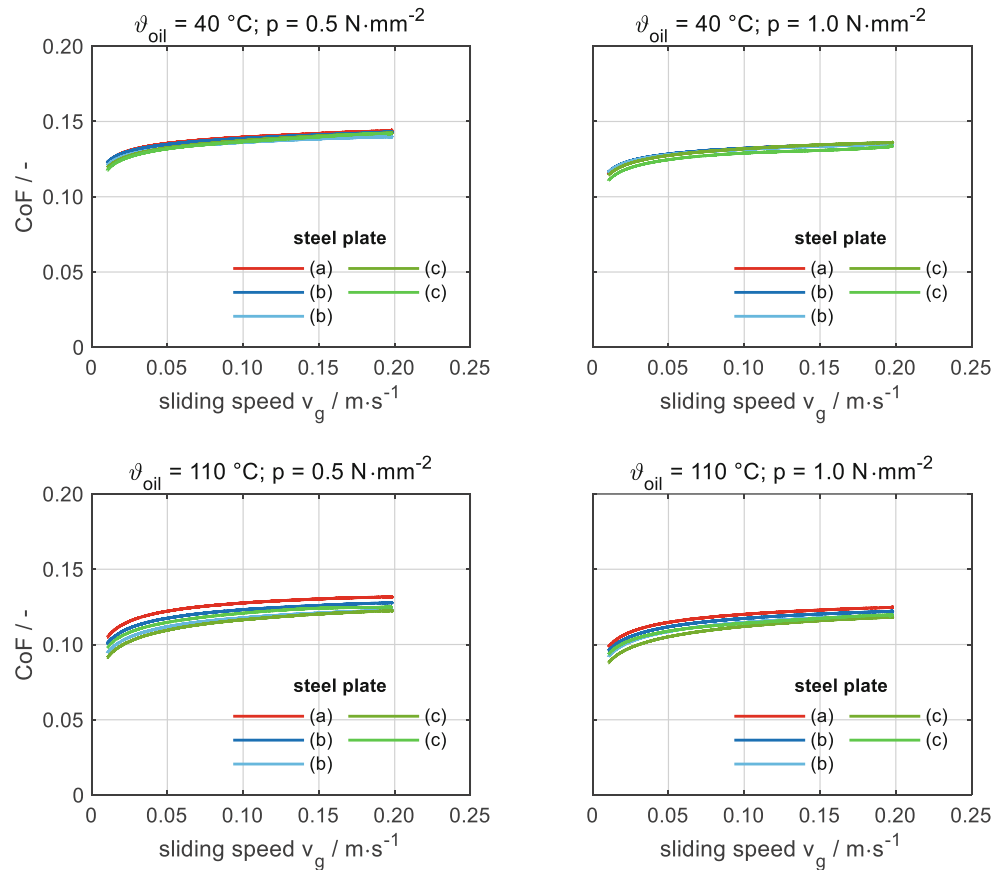 ϑoil = 40 °C; p = 0.5 N·mm-2
0.20
0.15
0.10
0.05
0
CoF / -
steel plate
(a) (c)
(b) (c)
(b)
0 0.05 0.10 0.15 0.20 0.25
sliding speed vg / m·s-1
ϑoil = 40 °C; p = 1.0 N·mm-2
steel plate
(a) (c)
(b) (c)
(b)
0 0.05 0.10 0.15 0.20 0.25
sliding speed vg / m·s-1
ϑoil = 110 °C; p = 0.5 N·mm-2
0.20
0.15
0.10
0.05
0
CoF / -
steel plate
(a) (c)
(b) (c)
(b)
0 0.05 0.10 0.15 0.20 0.25
sliding speed vg / m·s-1
ϑoil = 110 °C; p = 1.0 N·mm-2
steel plate
(a) (c)
(b) (c)
(b)
0 0.05 0.10 0.15 0.20 0.25
sliding speed vg / m·s-1